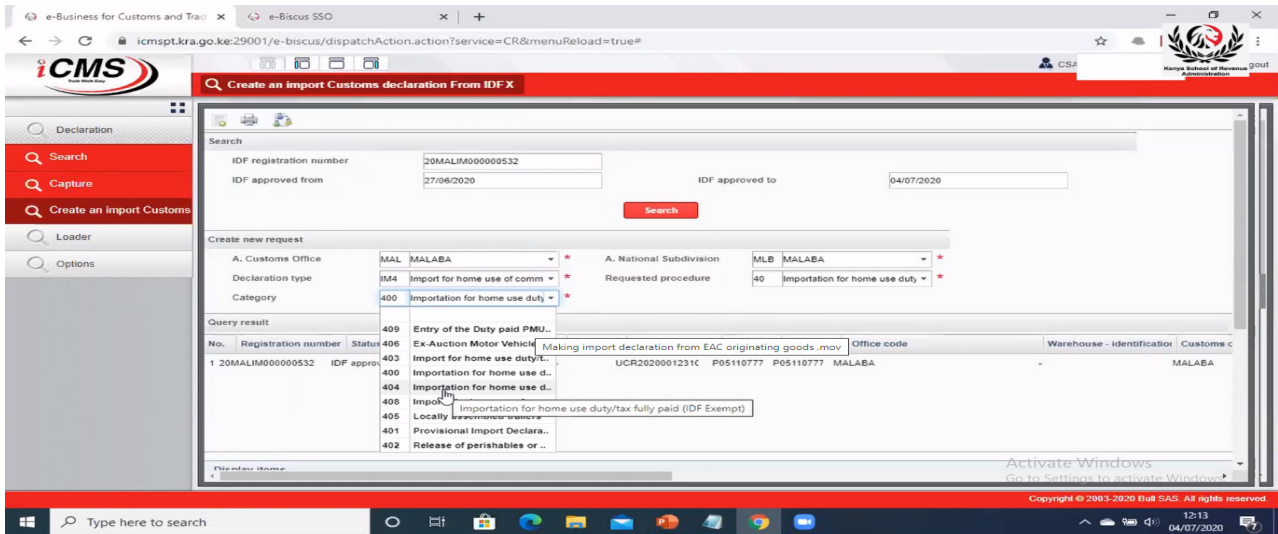 e-Business for Customs and Trad
e-Biscus SSO
icmspt.kra.go.ke:29001/e-biscus/dispatchAction.action?service=CR&menuReload=true#
iCMS
Trade Made Easy
CSA
Kenya School of Revenue Administration
gout
Create an import Customs declaration From IDF X
Declaration
Search
Capture
Create an import Customs
Loader
Options
Search
IDF registration number 20MALIM000000532
IDF approved from 27/06/2020 IDF approved to 04/07/2020
Search
Create new request
A. Customs Office MAL MALABA * A. National Subdivision MLB MALABA *
Declaration type IM4 Import for home use of comm * Requested procedure 40 Importation for home use duty *
Category 400 Importation for home use duty *
Query result
409 Entry of the Duty paid PMU..
No. Registration number Status 406 Ex-Auction Motor Vehicle Making import declaration from EAC originating goods .mov Office code Warehouse - identification Customs c
403 Import for home use duty/t..
1 20MALIM000000532 IDF approv UCR2020001231 P05110777 P05110777 MALABA - MALABA
400 Importation for home use d..
404 Importation for home use d..
408 Impo
Importation for home use duty/tax fully paid (IDF Exempt)
405 Locally assembled trailers
401 Provisional Import Declara..
402 Release of perishables or ..
Display items
Activate Windows
Go to Settings to activate Windows.
Copyright © 2003-2020 Bull SAS. All rights reserved.
Type here to search
12:13
04/07/2020